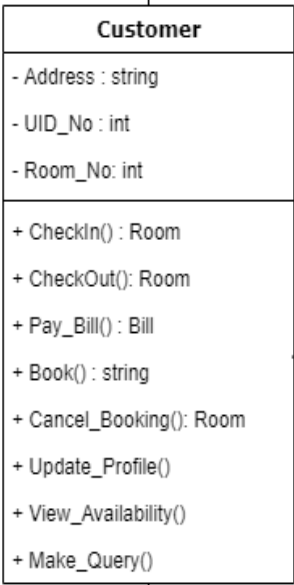 Customer
- Address : string
- UID_No : int
- Room_No: int
+ CheckIn() : Room
+ CheckOut(): Room
+ Pay_Bill() : Bill
+ Book() : string
+ Cancel_Booking(): Room
+ Update_Profile()
+ View_Availability()
+ Make_Query()